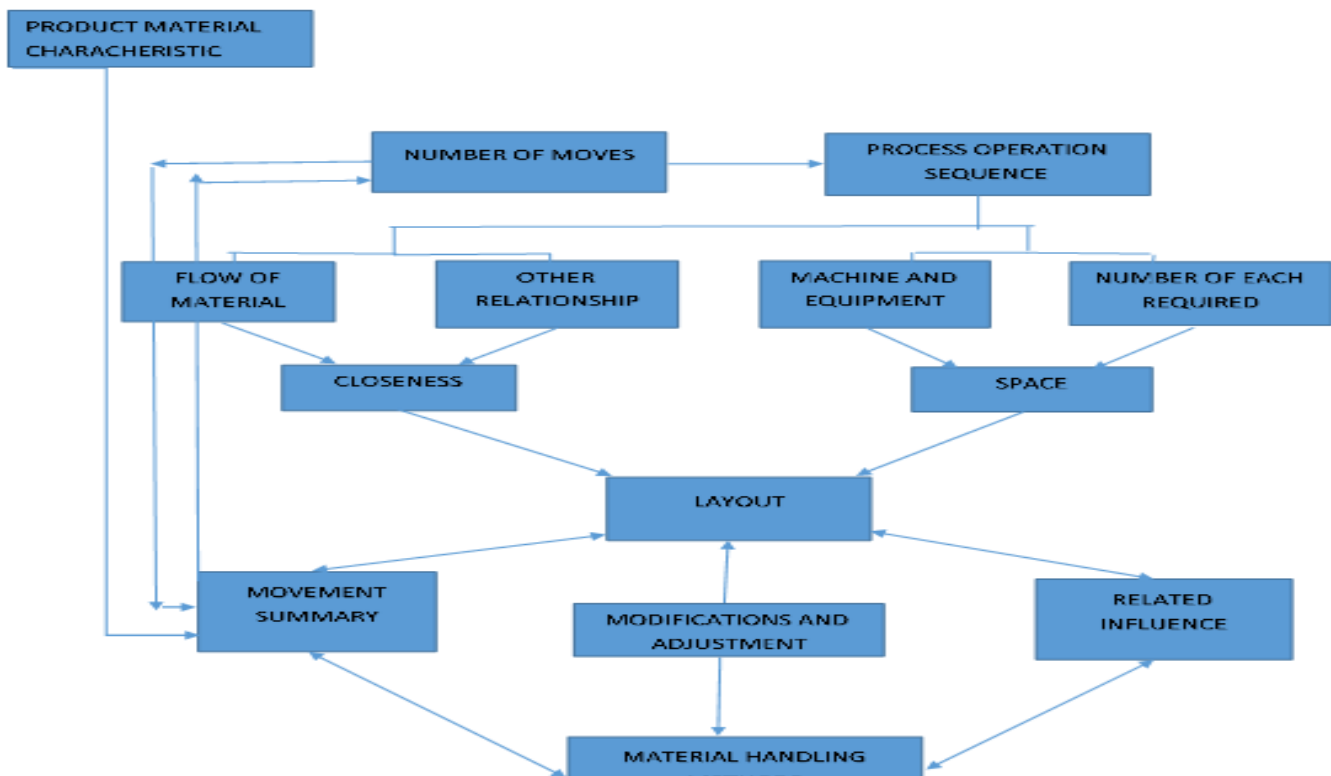 PRODUCT MATERIAL
CHARACHERISTIC
NUMBER OF MOVES
PROCESS OPERATION
SEQUENCE
FLOW OF
MATERIAL
OTHER
RELATIONSHIP
MACHINE AND
EQUIPMENT
NUMBER OF EACH
REQUIRED
CLOSENESS
SPACE
LAYOUT
MOVEMENT
SUMMARY
MODIFICATIONS AND
ADJUSTMENT
RELATED
INFLUENCE
MATERIAL HANDLING